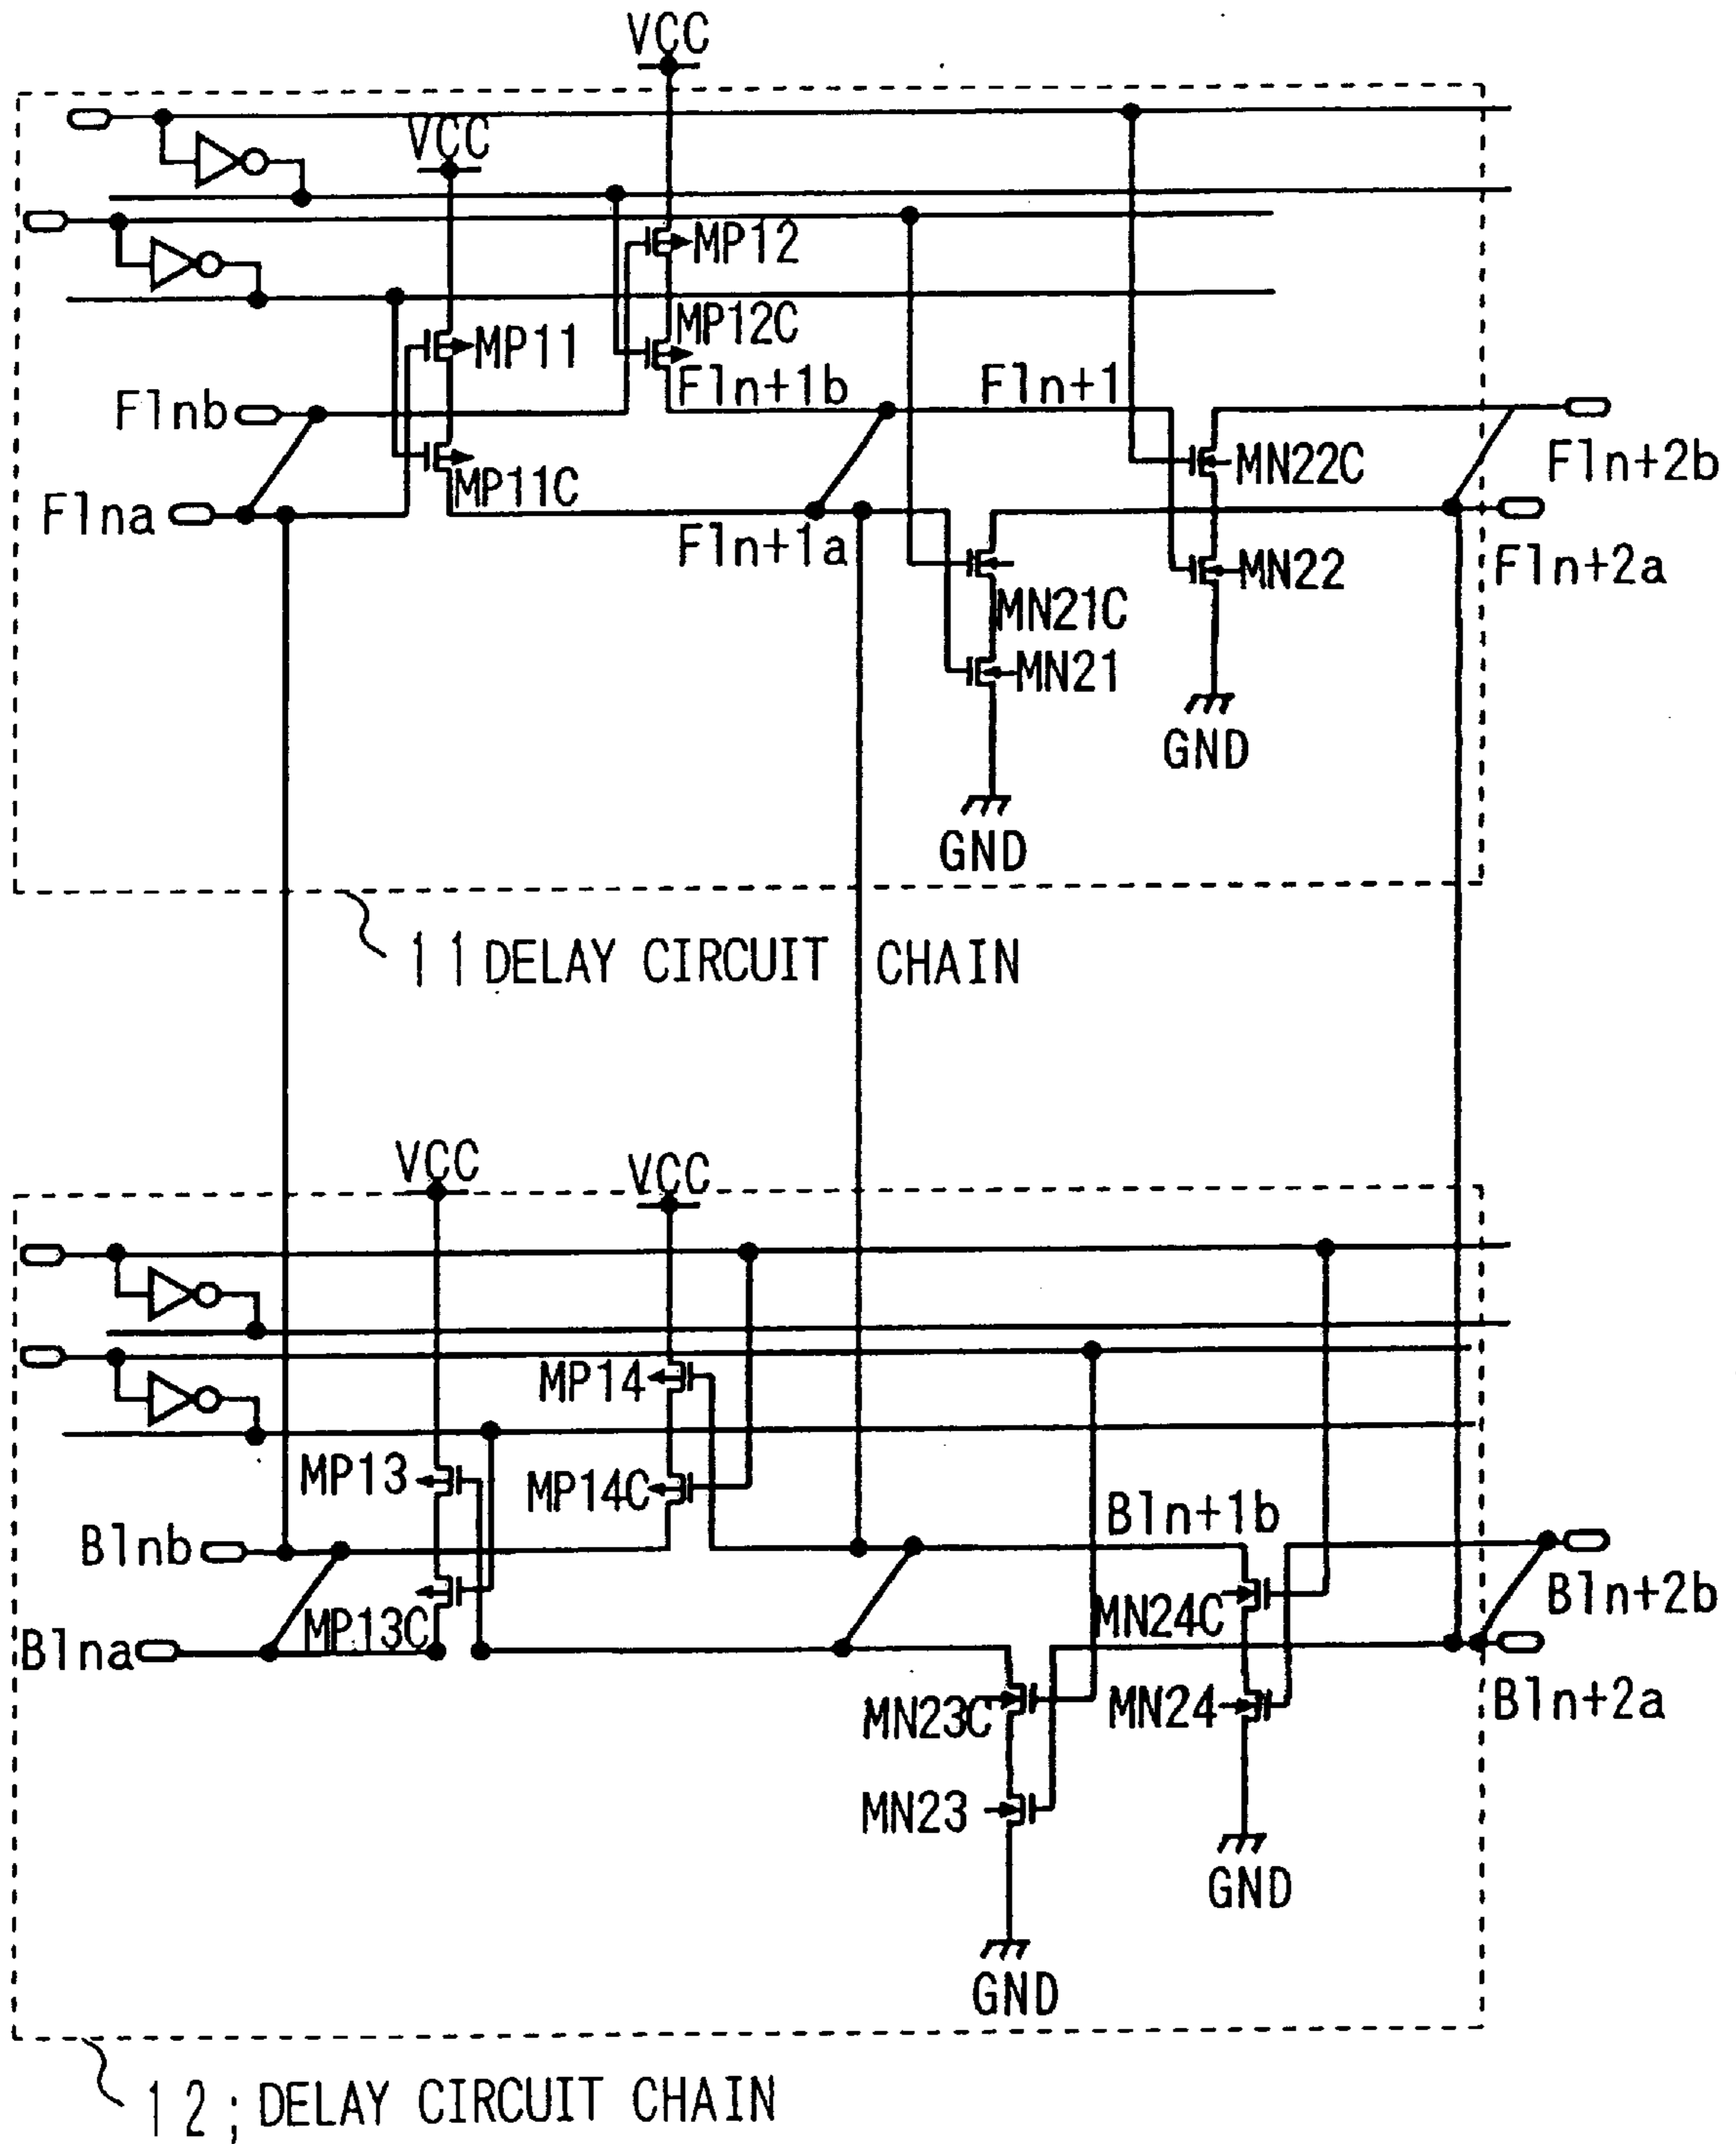 VCC
VCC
MP12
MP12C
MP11
Flnb
Fln+1b
Fln+1
MN22C
Fln+2b
MP11C
Flna
Fln+1a
MN22
Fln+2a
MN21C
MN21
GND
GND
11 DELAY CIRCUIT CHAIN
VCC
VCC
MP14
MP13
MP14C
Bln+1b
Blnb
MP13C
MN24C
Bln+2b
Blna
MN23C
MN24
Bln+2a
MN23
GND
GND
12 ; DELAY CIRCUIT CHAIN